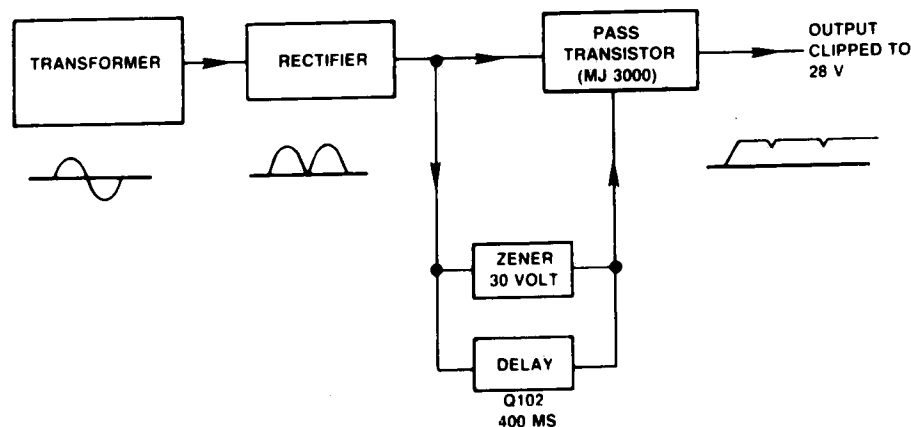 TRANSFORMER
RECTIFIER
PASS
TRANSISTOR
(MJ 3000)
OUTPUT
CLIPPED TO
28 V
ZENER
30 VOLT
DELAY
Q102
400 MS